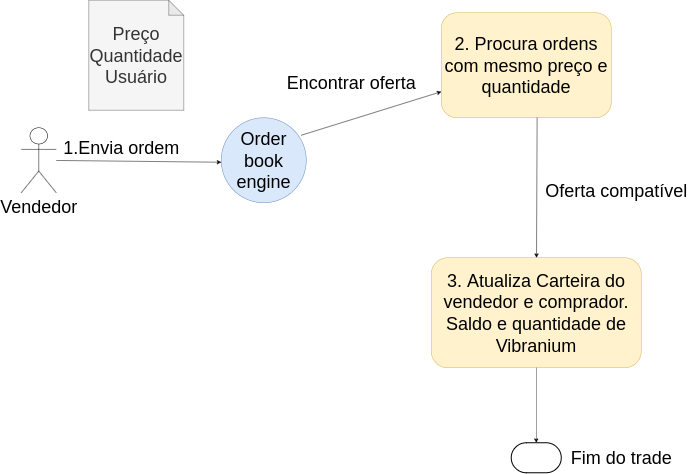 Preço
Quantidade
Usuário
2. Procura ordens
com mesmo preço e
quantidade
Encontrar oferta
1.Envia ordem
Order
book
engine
Vendedor
Oferta compatível
3. Atualiza Carteira do
vendedor e comprador.
Saldo e quantidade de
Vibranium
Fim do trade